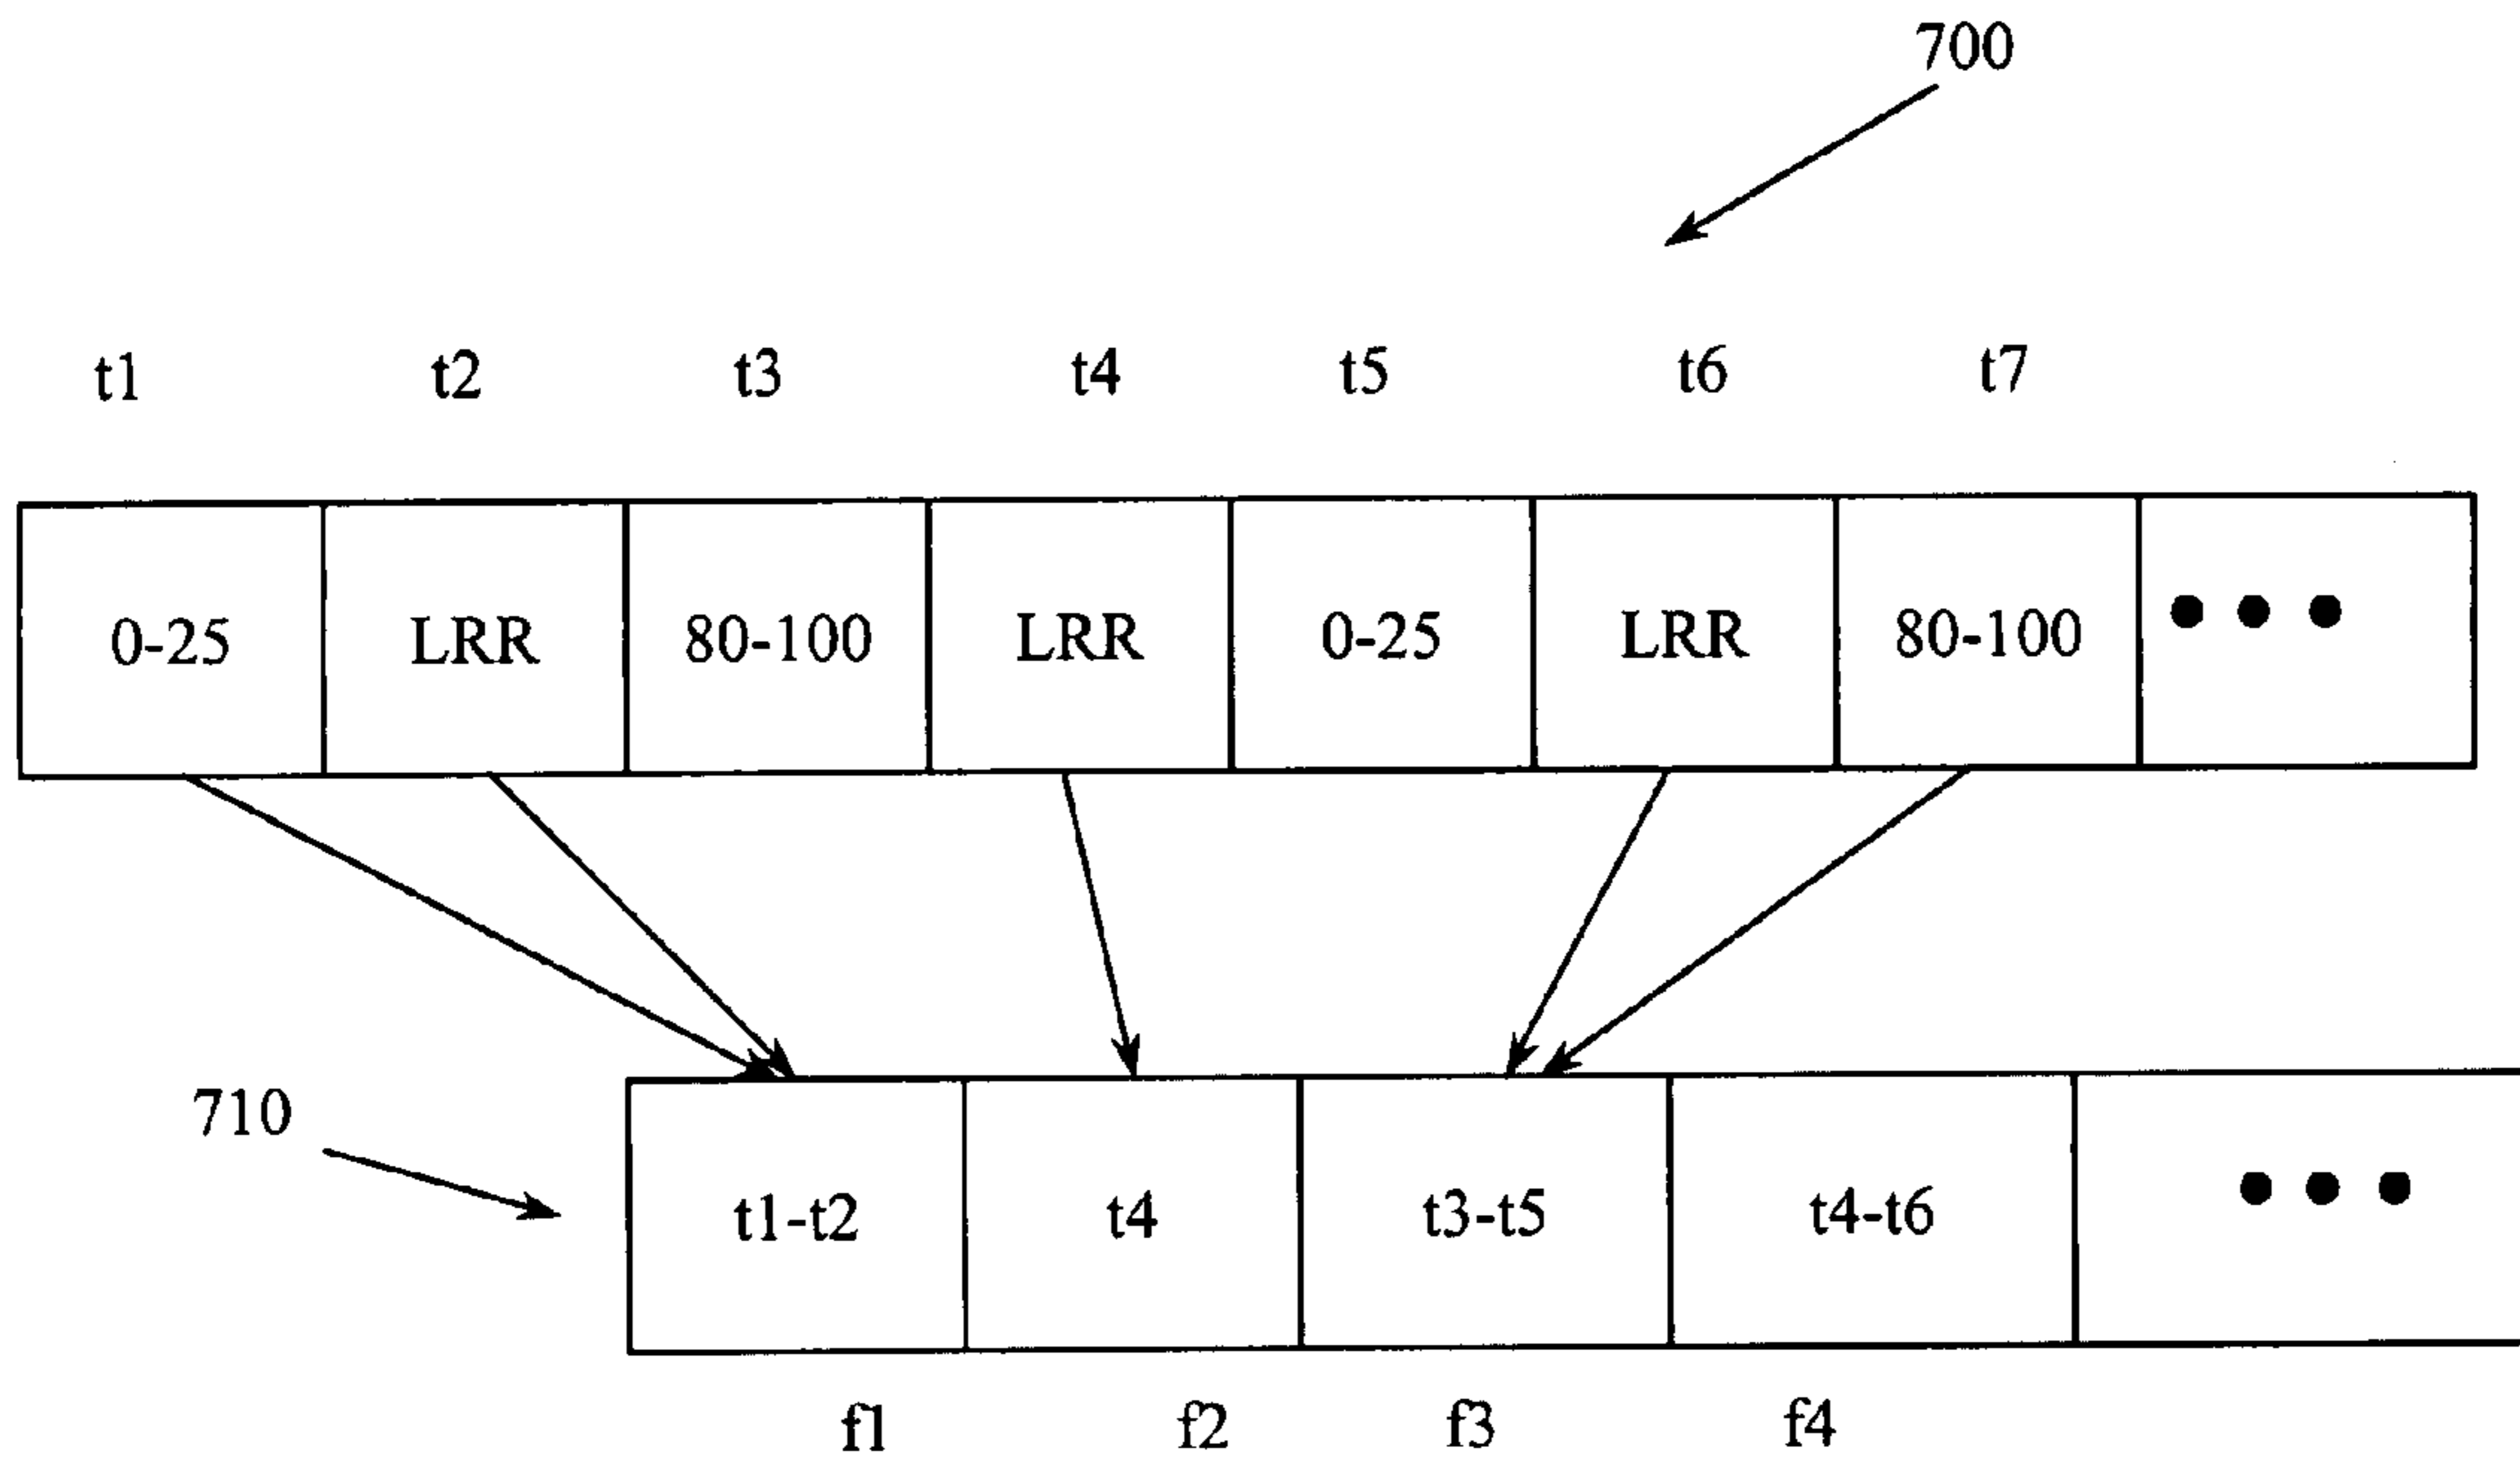 700
t1 t2 t3 t4 t5 t6 t7
0-25 LRR 80-100 LRR 0-25 LRR 80-100
710
t1-t2 t4 t3-t5 t4-t6
f1 f2 f3 f4